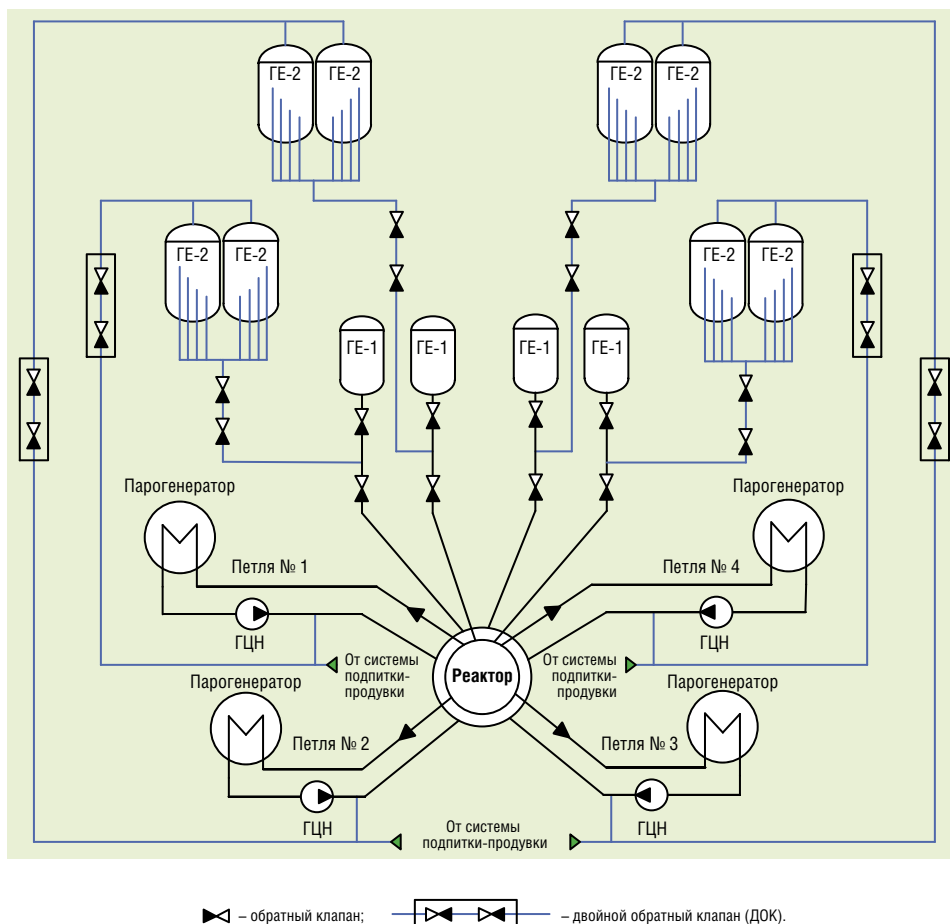 ГЕ-2 ГЕ-2
ГЕ-2 ГЕ-2
ГЕ-2 ГЕ-2
ГЕ-2 ГЕ-2
ГЕ-1
ГЕ-1
ГЕ-1
ГЕ-1
Парогенератор
Парогенератор
Петля № 1
Петля № 4
ГЦН
ГЦН
От системы
подпитки-
продувки
Реактор
От системы
подпитки-
продувки
Парогенератор
Парогенератор
Петля № 2
Петля № 3
ГЦН
ГЦН
От системы
подпитки-продувки
– обратный клапан;
– двойной обратный клапан (ДОК).